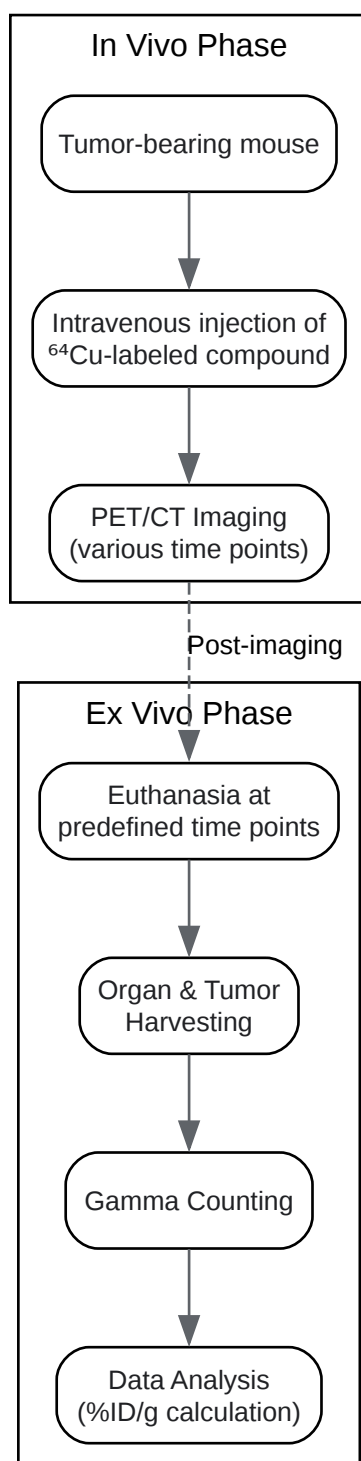 In Vivo Phase
Tumor-bearing mouse
Intravenous injection of
⁶⁴Cu-labeled compound
PET/CT Imaging
(various time points)
Post-imaging
Ex Vivo Phase
Euthanasia at
predefined time points
Organ & Tumor
Harvesting
Gamma Counting
Data Analysis
(%ID/g calculation)